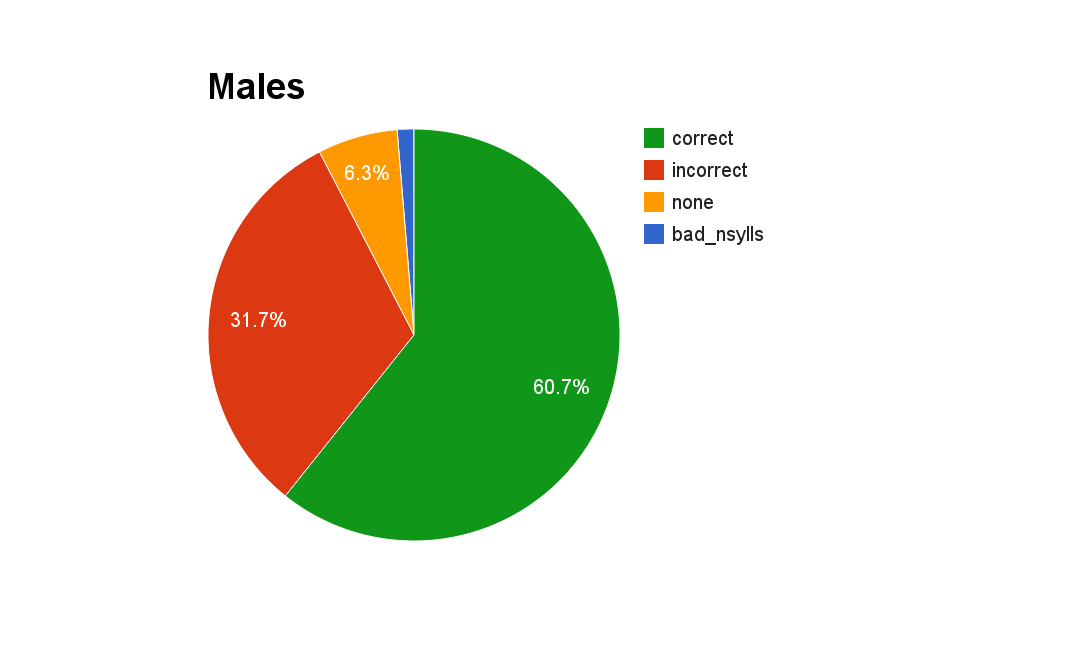 Males
correct
incorrect
none
bad_nsylls
6.3%
31.7%
60.7%